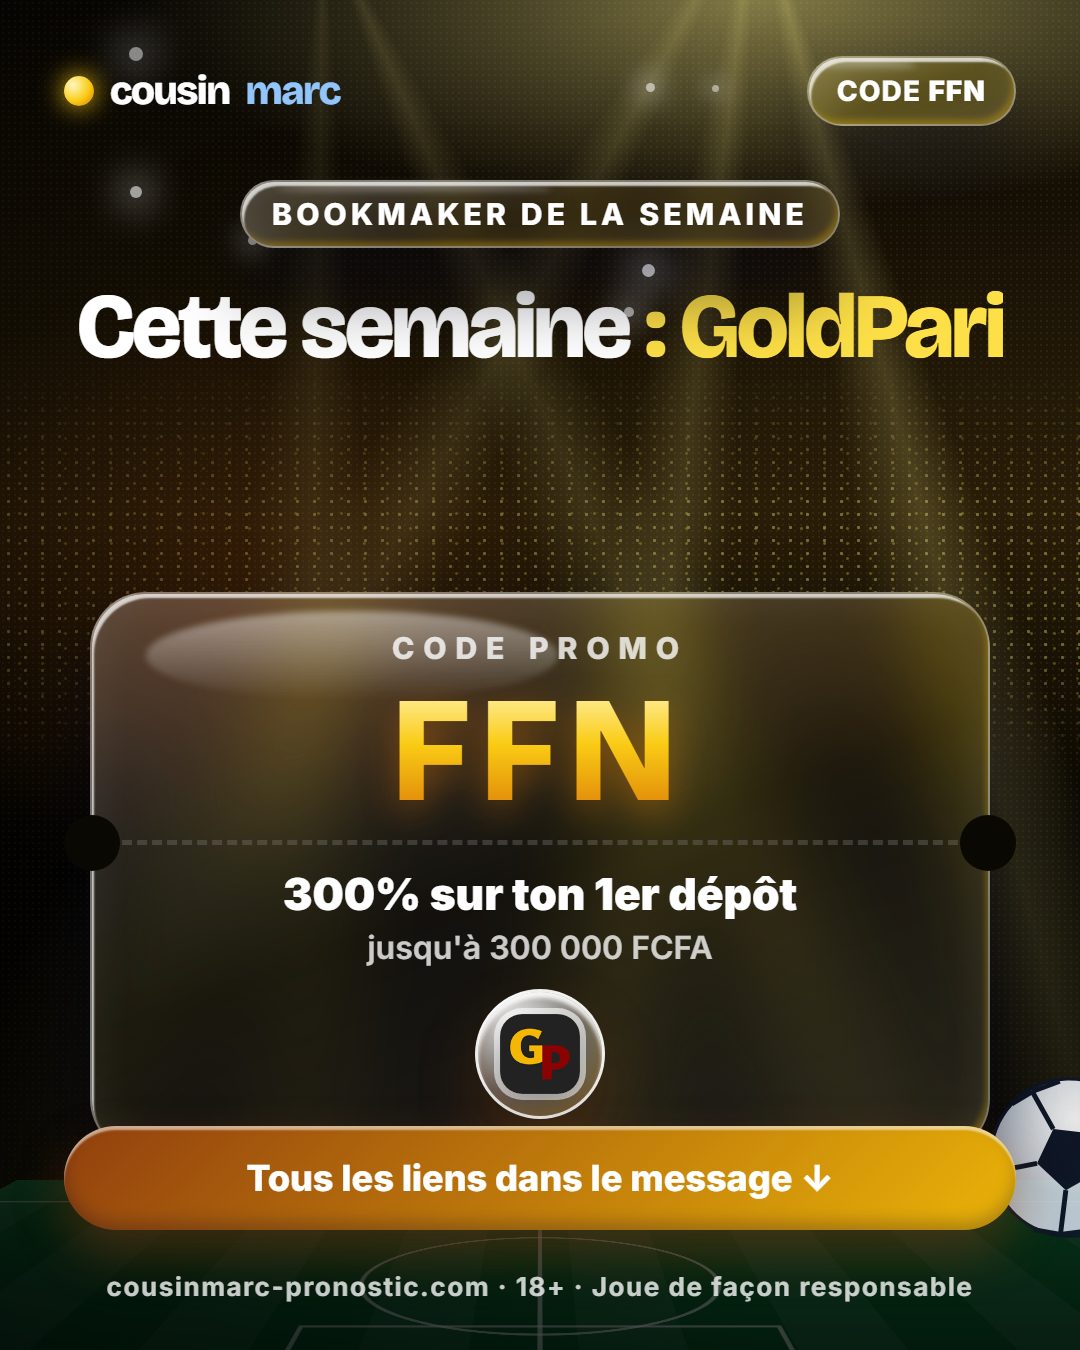 cousin marc
CODE FFN
BOOKMAKER DE LA SEMAINE
Cette semaine : GoldPari
CODE PROMO
FFN
300% sur ton 1er dépôt
jusqu'à 300 000 FCFA
GP
Tous les liens dans le message ↓
cousinmarc-pronostic.com · 18+ · Joue de façon responsable